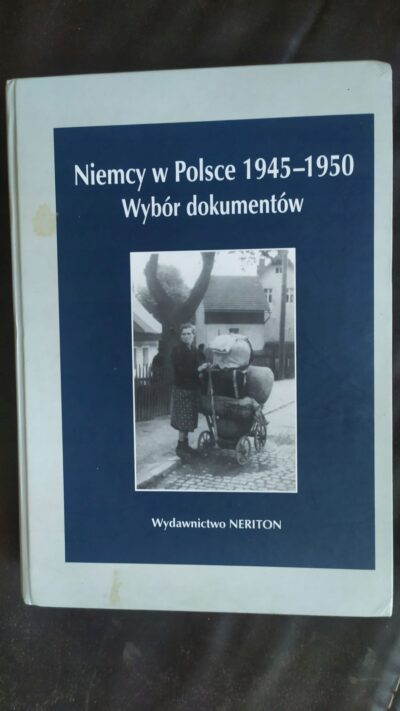 Niemcy w Polsce 1945–1950
Wybór dokumentów
Wydawnictwo NERITON